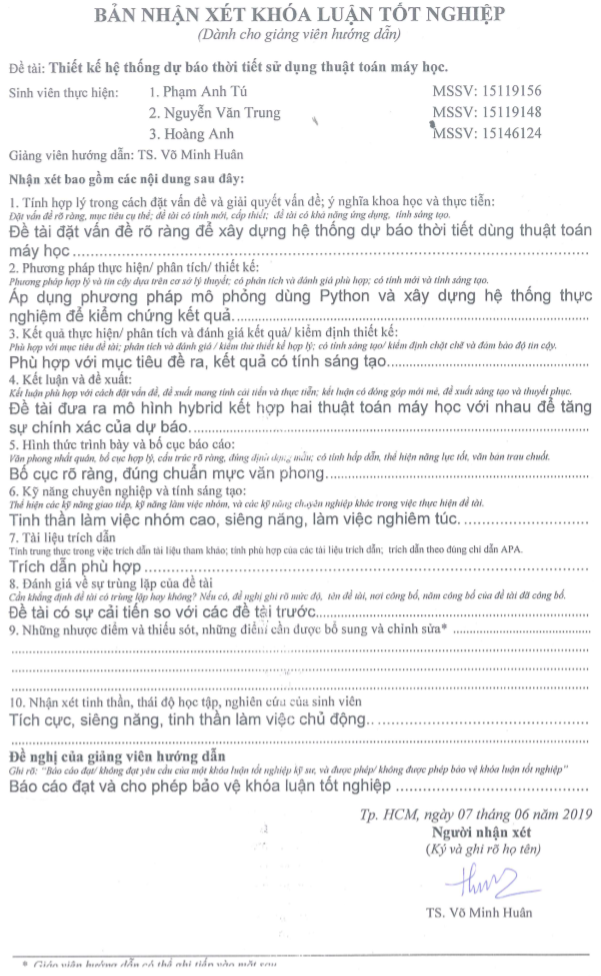 BẢN NHẬN XÉT KHÓA LUẬN TỐT NGHIỆP
(Dành cho giảng viên hướng dẫn)
Đề tài: Thiết kế hệ thống dự báo thời tiết sử dụng thuật toán máy học.
Sinh viên thực hiện: 1. Phạm Anh Tú MSSV: 15119156
2. Nguyễn Văn Trung MSSV: 15119148
3. Hoàng Anh MSSV: 15146124
Giảng viên hướng dẫn: TS. Võ Minh Huân
Nhận xét bao gồm các nội dung sau đây:
1. Tính hợp lý trong cách đặt vấn đề và giải quyết vấn đề; ý nghĩa khoa học và thực tiễn:
Đặt vấn đề rõ ràng, mục tiêu cụ thể; đề tài có tính mới, cấp thiết; đề tài có khả năng ứng dụng, tính sáng tạo.
Đề tài đặt vấn đề rõ ràng để xây dựng hệ thống dự báo thời tiết dùng thuật toán
máy học
2. Phương pháp thực hiện/ phân tích/ thiết kế:
Phương pháp hợp lý và tin cậy dựa trên cơ sở lý thuyết; có phân tích và đánh giá phù hợp; có tính mới và tính sáng tạo.
Áp dụng phương pháp mô phỏng dùng Python và xây dựng hệ thống thực
nghiệm để kiểm chứng kết quả.
3. Kết quả thực hiện/ phân tích và đánh giá kết quả/ kiểm định thiết kế:
Phù hợp với mục tiêu đề tài; phân tích và đánh giá / kiểm thử thiết kế hợp lý; có tính sáng tạo/ kiểm định chặt chẽ và đảm bảo độ tin cậy.
Phù hợp với mục tiêu đề ra, kết quả có tính sáng tạo
4. Kết luận và đề xuất:
Kết luận phù hợp với cách đặt vấn đề, đề xuất mang tính cải tiến và thực tiễn; kết luận có đóng góp mới mẻ, đề xuất sáng tạo và thuyết phục.
Đề tài đưa ra mô hình hybrid kết hợp hai thuật toán máy học với nhau để tăng
sự chính xác của dự báo.
5. Hình thức trình bày và bố cục báo cáo:
Văn phong nhất quán, bố cục hợp lý, cấu trúc rõ ràng, đúng định dạng mẫu; có tính hấp dẫn, thể hiện năng lực tốt, văn bản trau chuốt.
Bố cục rõ ràng, đúng chuẩn mực văn phong.
6. Kỹ năng chuyên nghiệp và tính sáng tạo:
Thể hiện các kỹ năng giao tiếp, kỹ năng làm việc nhóm, và các kỹ năng chuyên nghiệp khác trong việc thực hiện đề tài.
Tinh thần làm việc nhóm cao, siêng năng, làm việc nghiêm túc.
7. Tài liệu trích dẫn
Tính trung thực trong việc trích dẫn tài liệu tham khảo; tính phù hợp của các tài liệu trích dẫn; trích dẫn theo đúng chỉ dẫn APA.
Trích dẫn phù hợp
8. Đánh giá về sự trùng lặp của đề tài
Cần khẳng định đề tài có trùng lặp hay không? Nếu có, đề nghị ghi rõ mức độ, tên đề tài, nơi công bố, năm công bố của đề tài đã công bố.
Đề tài có sự cải tiến so với các đề tài trước
9. Những nhược điểm và thiếu sót, những điểm cần được bổ sung và chỉnh sửa*
10. Nhận xét tinh thần, thái độ học tập, nghiên cứu của sinh viên
Tích cực, siêng năng, tinh thần làm việc chủ động.
Đề nghị của giảng viên hướng dẫn
Ghi rõ: "Báo cáo đạt/ không đạt yêu cầu của một khóa luận tốt nghiệp kỹ sư, và được phép/ không được phép bảo vệ khóa luận tốt nghiệp"
Báo cáo đạt và cho phép bảo vệ khóa luận tốt nghiệp
Tp. HCM, ngày 07 tháng 06 năm 2019
Người nhận xét
(Ký và ghi rõ họ tên)
TS. Võ Minh Huân
* Giáo viên hướng dẫn có thể ghi tiếp vào mặt sau